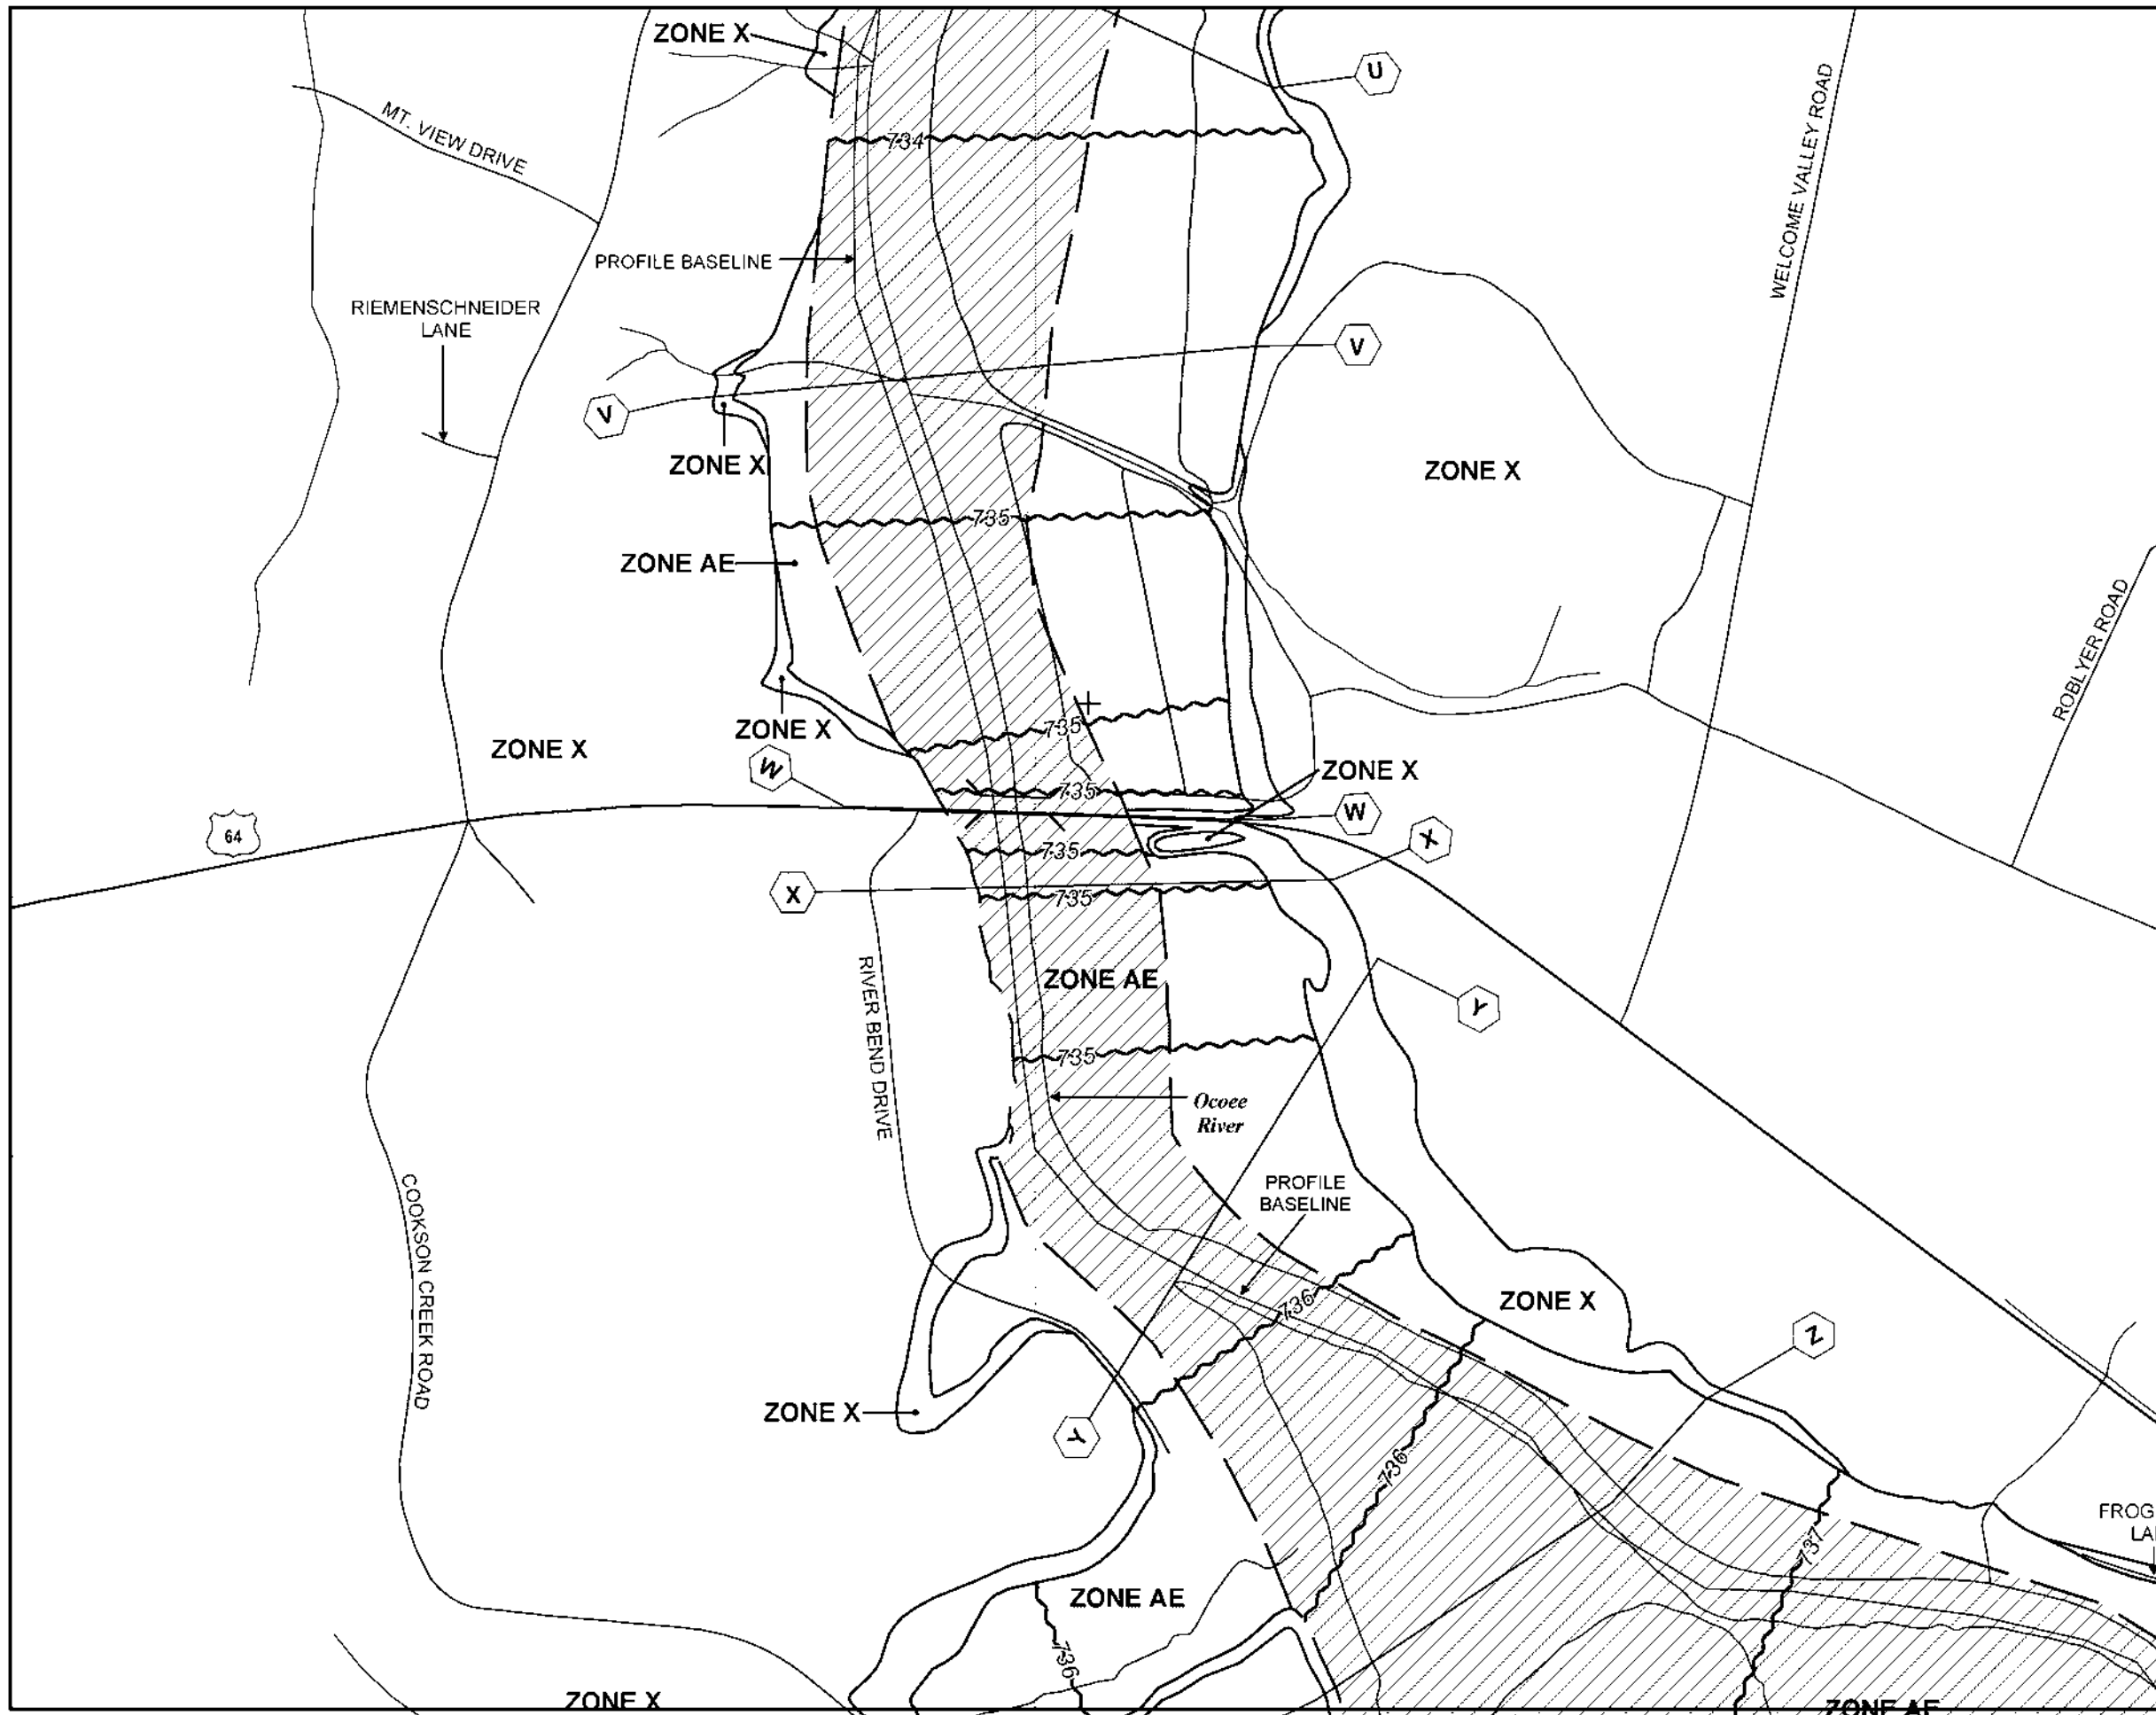 ZONE X
U
MT. VIEW DRIVE
734
WELCOME VALLEY ROAD
PROFILE BASELINE
RIEMENSCHNEIDER
LANE
V
V
ZONE X
ZONE X
735
ZONE AE
ROBLYER ROAD
735
ZONE X
ZONE X
W
ZONE X
735
W
64
735
X
X
735
ZONE AE
RIVER BEND DRIVE
Y
735
Ocoee
River
PROFILE
BASELINE
COOKSON CREEK ROAD
736
ZONE X
Z
ZONE X
Y
736
FROG
LA
737
ZONE AE
736
ZONE X
ZONE AE